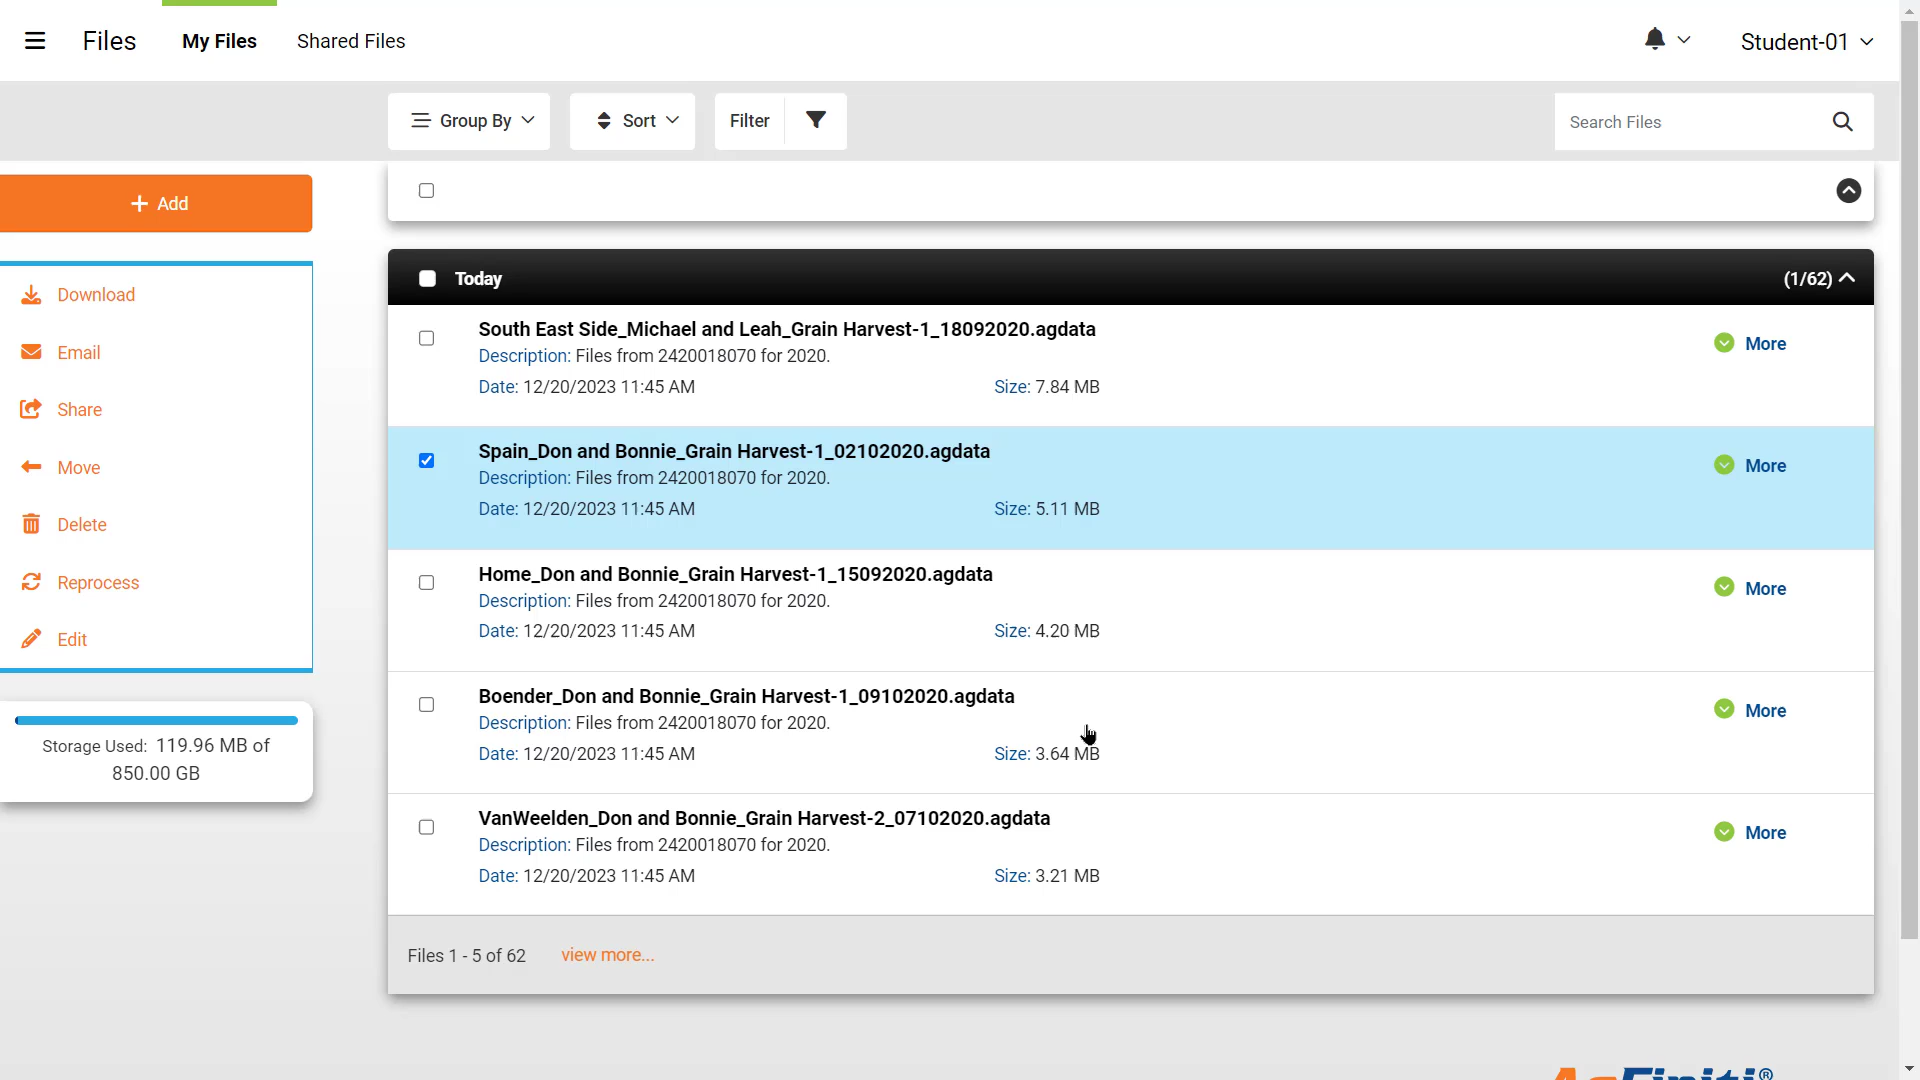 Files
My Files
Shared Files
Student-01
Group By
Sort
Filter
Search Files
+ Add
Download
Email
Share
Move
Delete
Reprocess
Edit
Storage Used: 119.96 MB of
850.00 GB
Today
(1/62)
South East Side_Michael and Leah_Grain Harvest-1_18092020.agdata
Description: Files from 2420018070 for 2020.
Date: 12/20/2023 11:45 AM
Size: 7.84 MB
More
Spain_Don and Bonnie_Grain Harvest-1_02102020.agdata
Description: Files from 2420018070 for 2020.
Date: 12/20/2023 11:45 AM
Size: 5.11 MB
More
Home_Don and Bonnie_Grain Harvest-1_15092020.agdata
Description: Files from 2420018070 for 2020.
Date: 12/20/2023 11:45 AM
Size: 4.20 MB
More
Boender_Don and Bonnie_Grain Harvest-1_09102020.agdata
Description: Files from 2420018070 for 2020.
Date: 12/20/2023 11:45 AM
Size: 3.64 MB
More
VanWeelden_Don and Bonnie_Grain Harvest-2_07102020.agdata
Description: Files from 2420018070 for 2020.
Date: 12/20/2023 11:45 AM
Size: 3.21 MB
More
Files 1 - 5 of 62
view more...
AgFiniti®